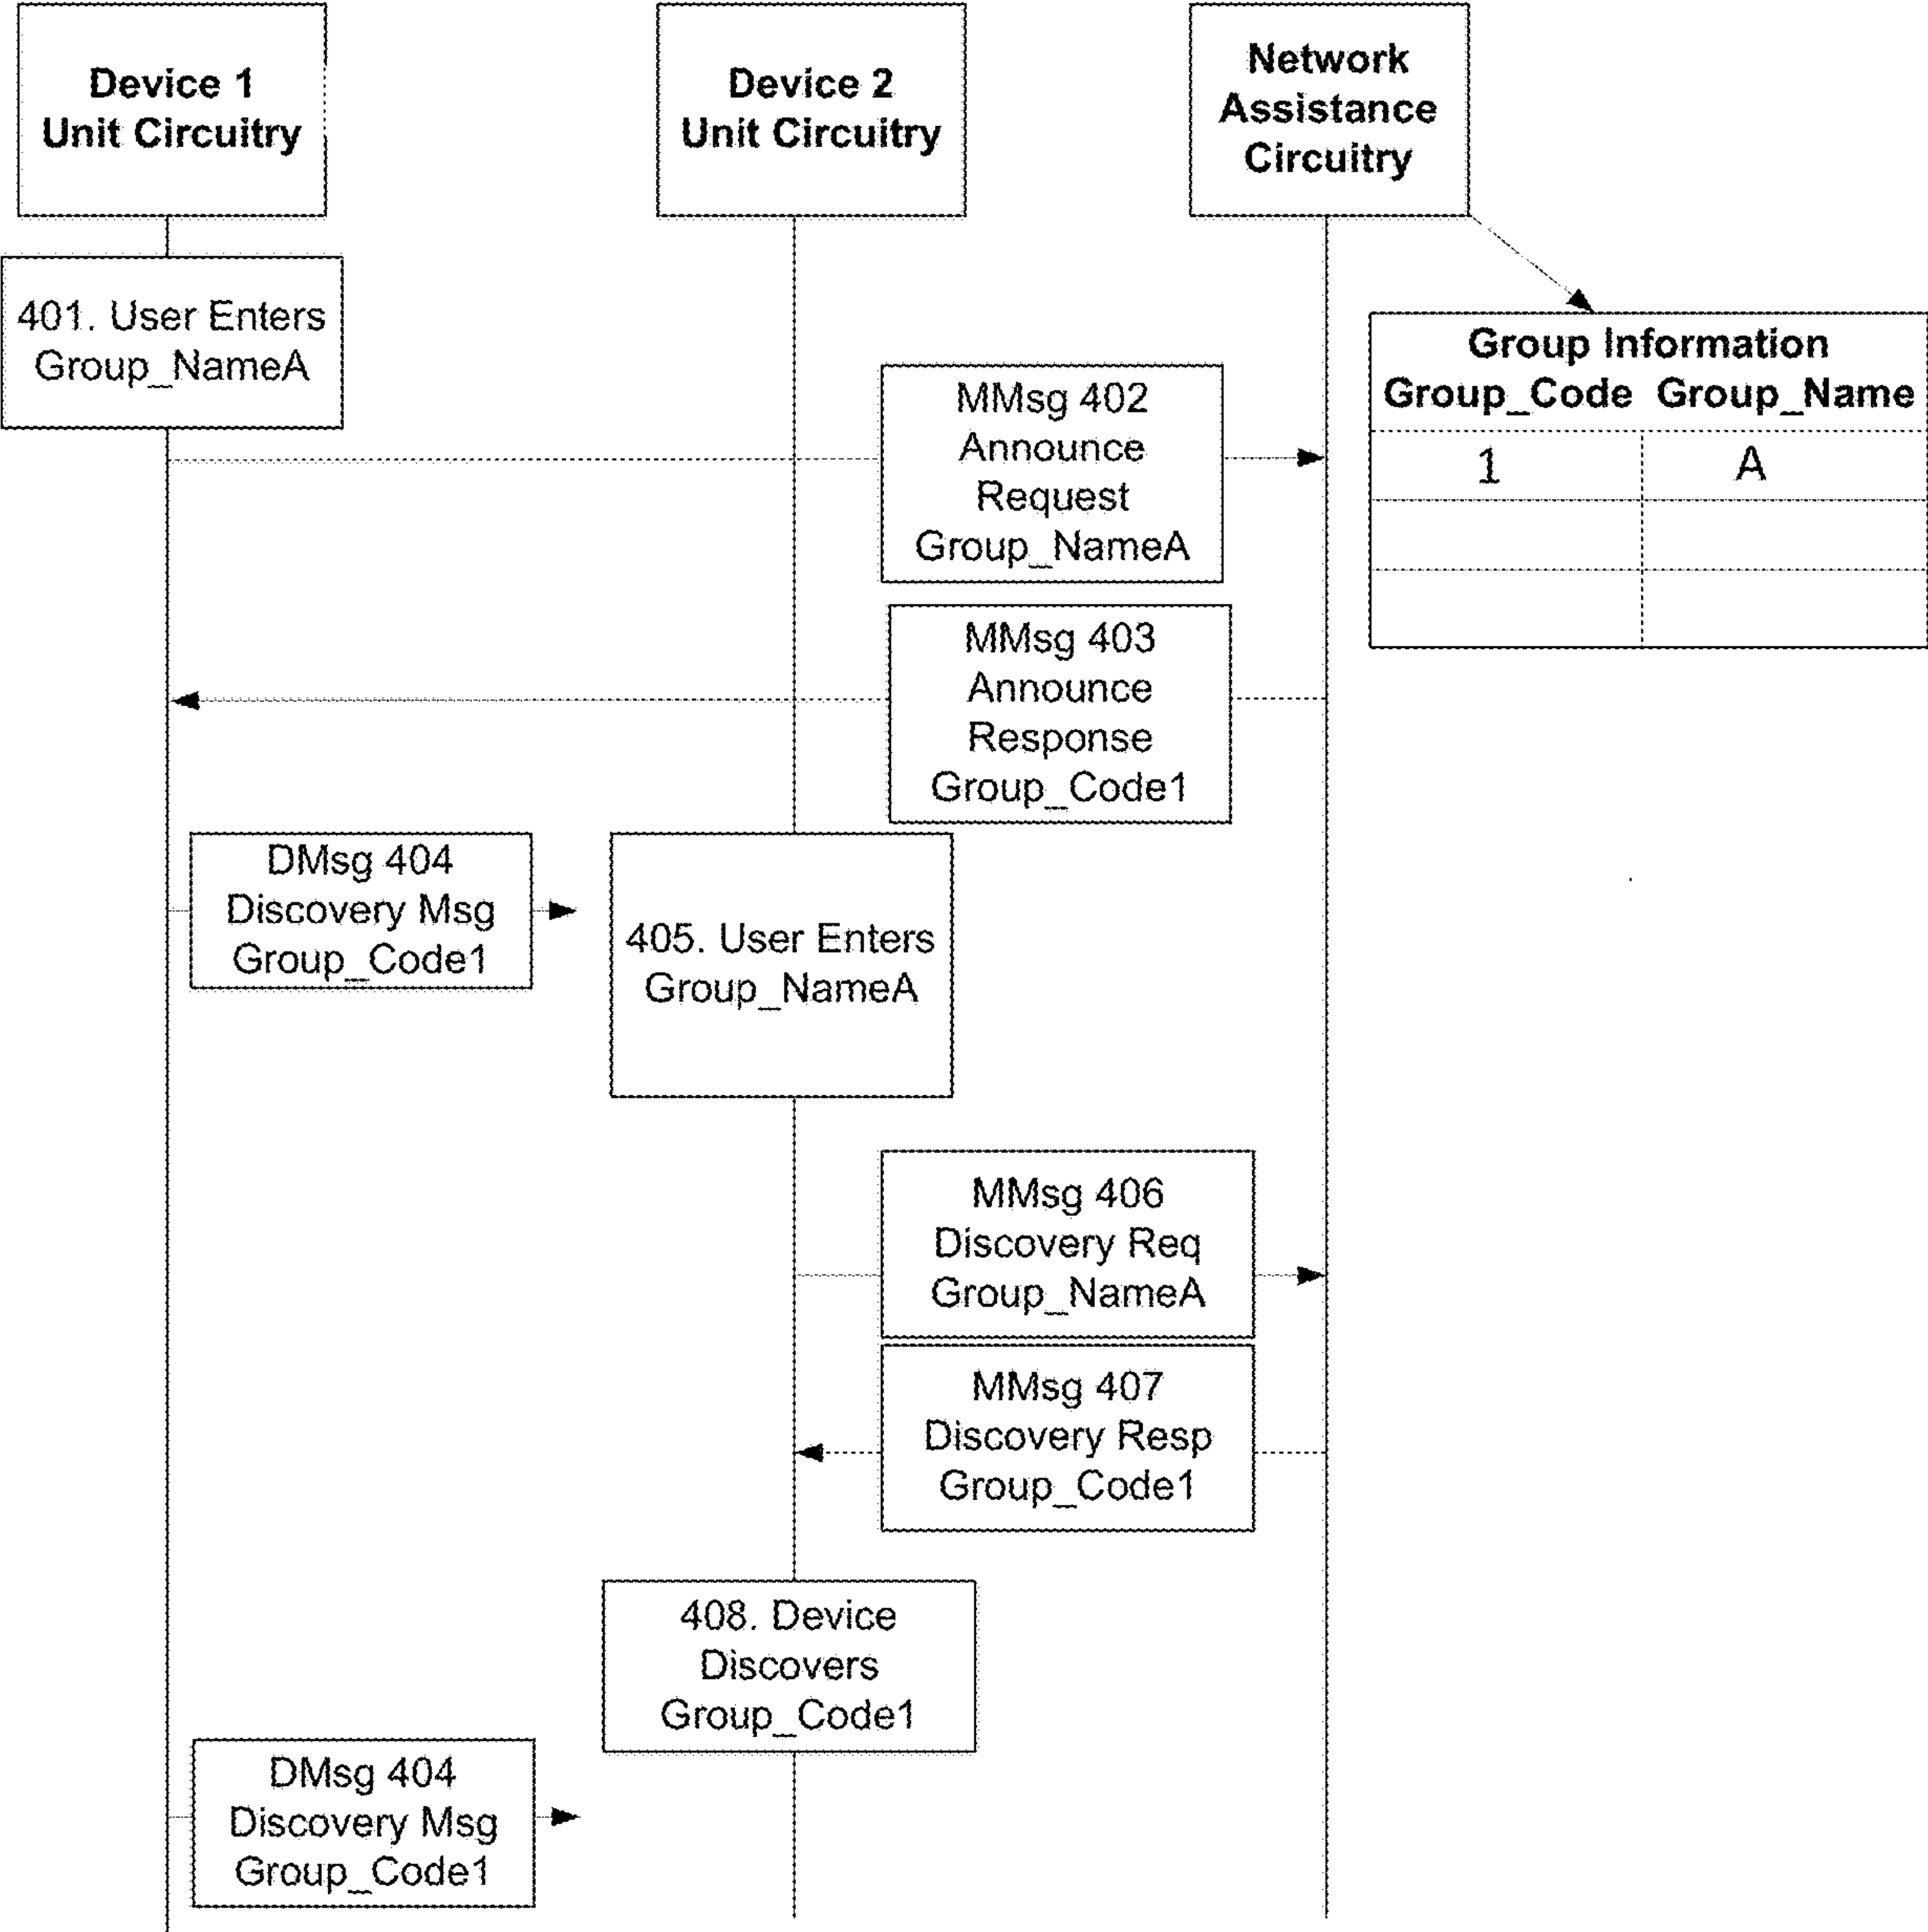 Device 1
Unit Circuitry
Device 2
Unit Circuitry
Network
Assistance
Circuitry
401. User Enters
Group_NameA
Group Information
Group_Code Group_Name
1 A
MMsg 402
Announce
Request
Group_NameA
MMsg 403
Announce
Response
Group_Code1
DMsg 404
Discovery Msg
Group_Code1
405. User Enters
Group_NameA
MMsg 406
Discovery Req
Group_NameA
MMsg 407
Discovery Resp
Group_Code1
408. Device
Discovers
Group_Code1
DMsg 404
Discovery Msg
Group_Code1